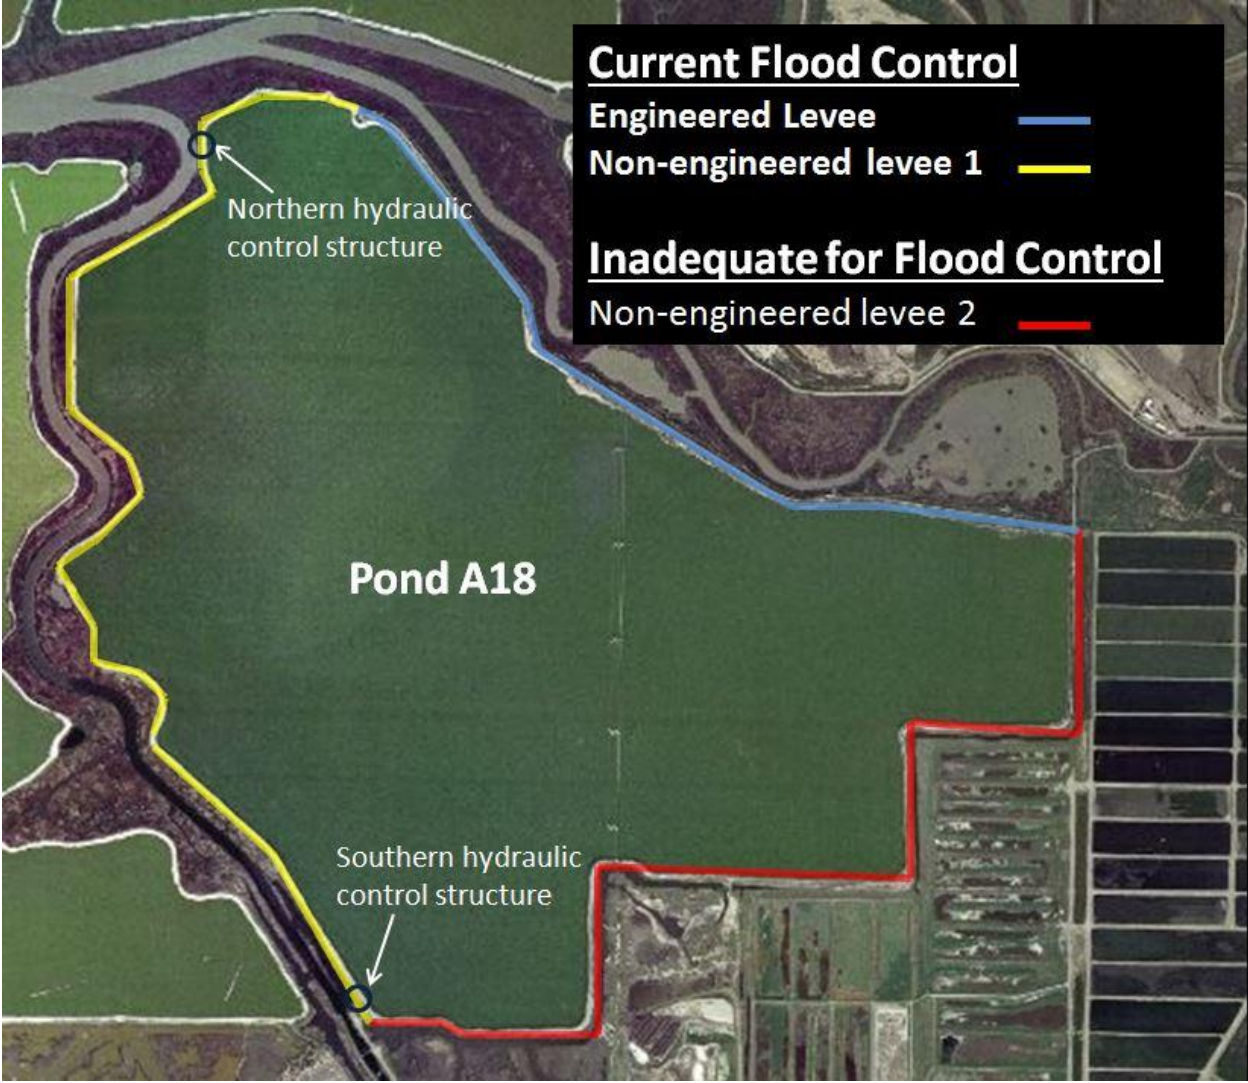 Current Flood Control
Engineered Levee
Non-engineered levee 1
Inadequate for Flood Control
Non-engineered levee 2
Northern hydraulic
control structure
Pond A18
Southern hydraulic
control structure